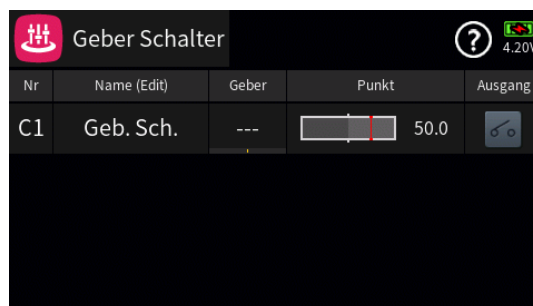 Geber Schalter
?
4.20V
Nr Name (Edit) Geber Punkt Ausgang
C1 Geb. Sch. --- 50.0